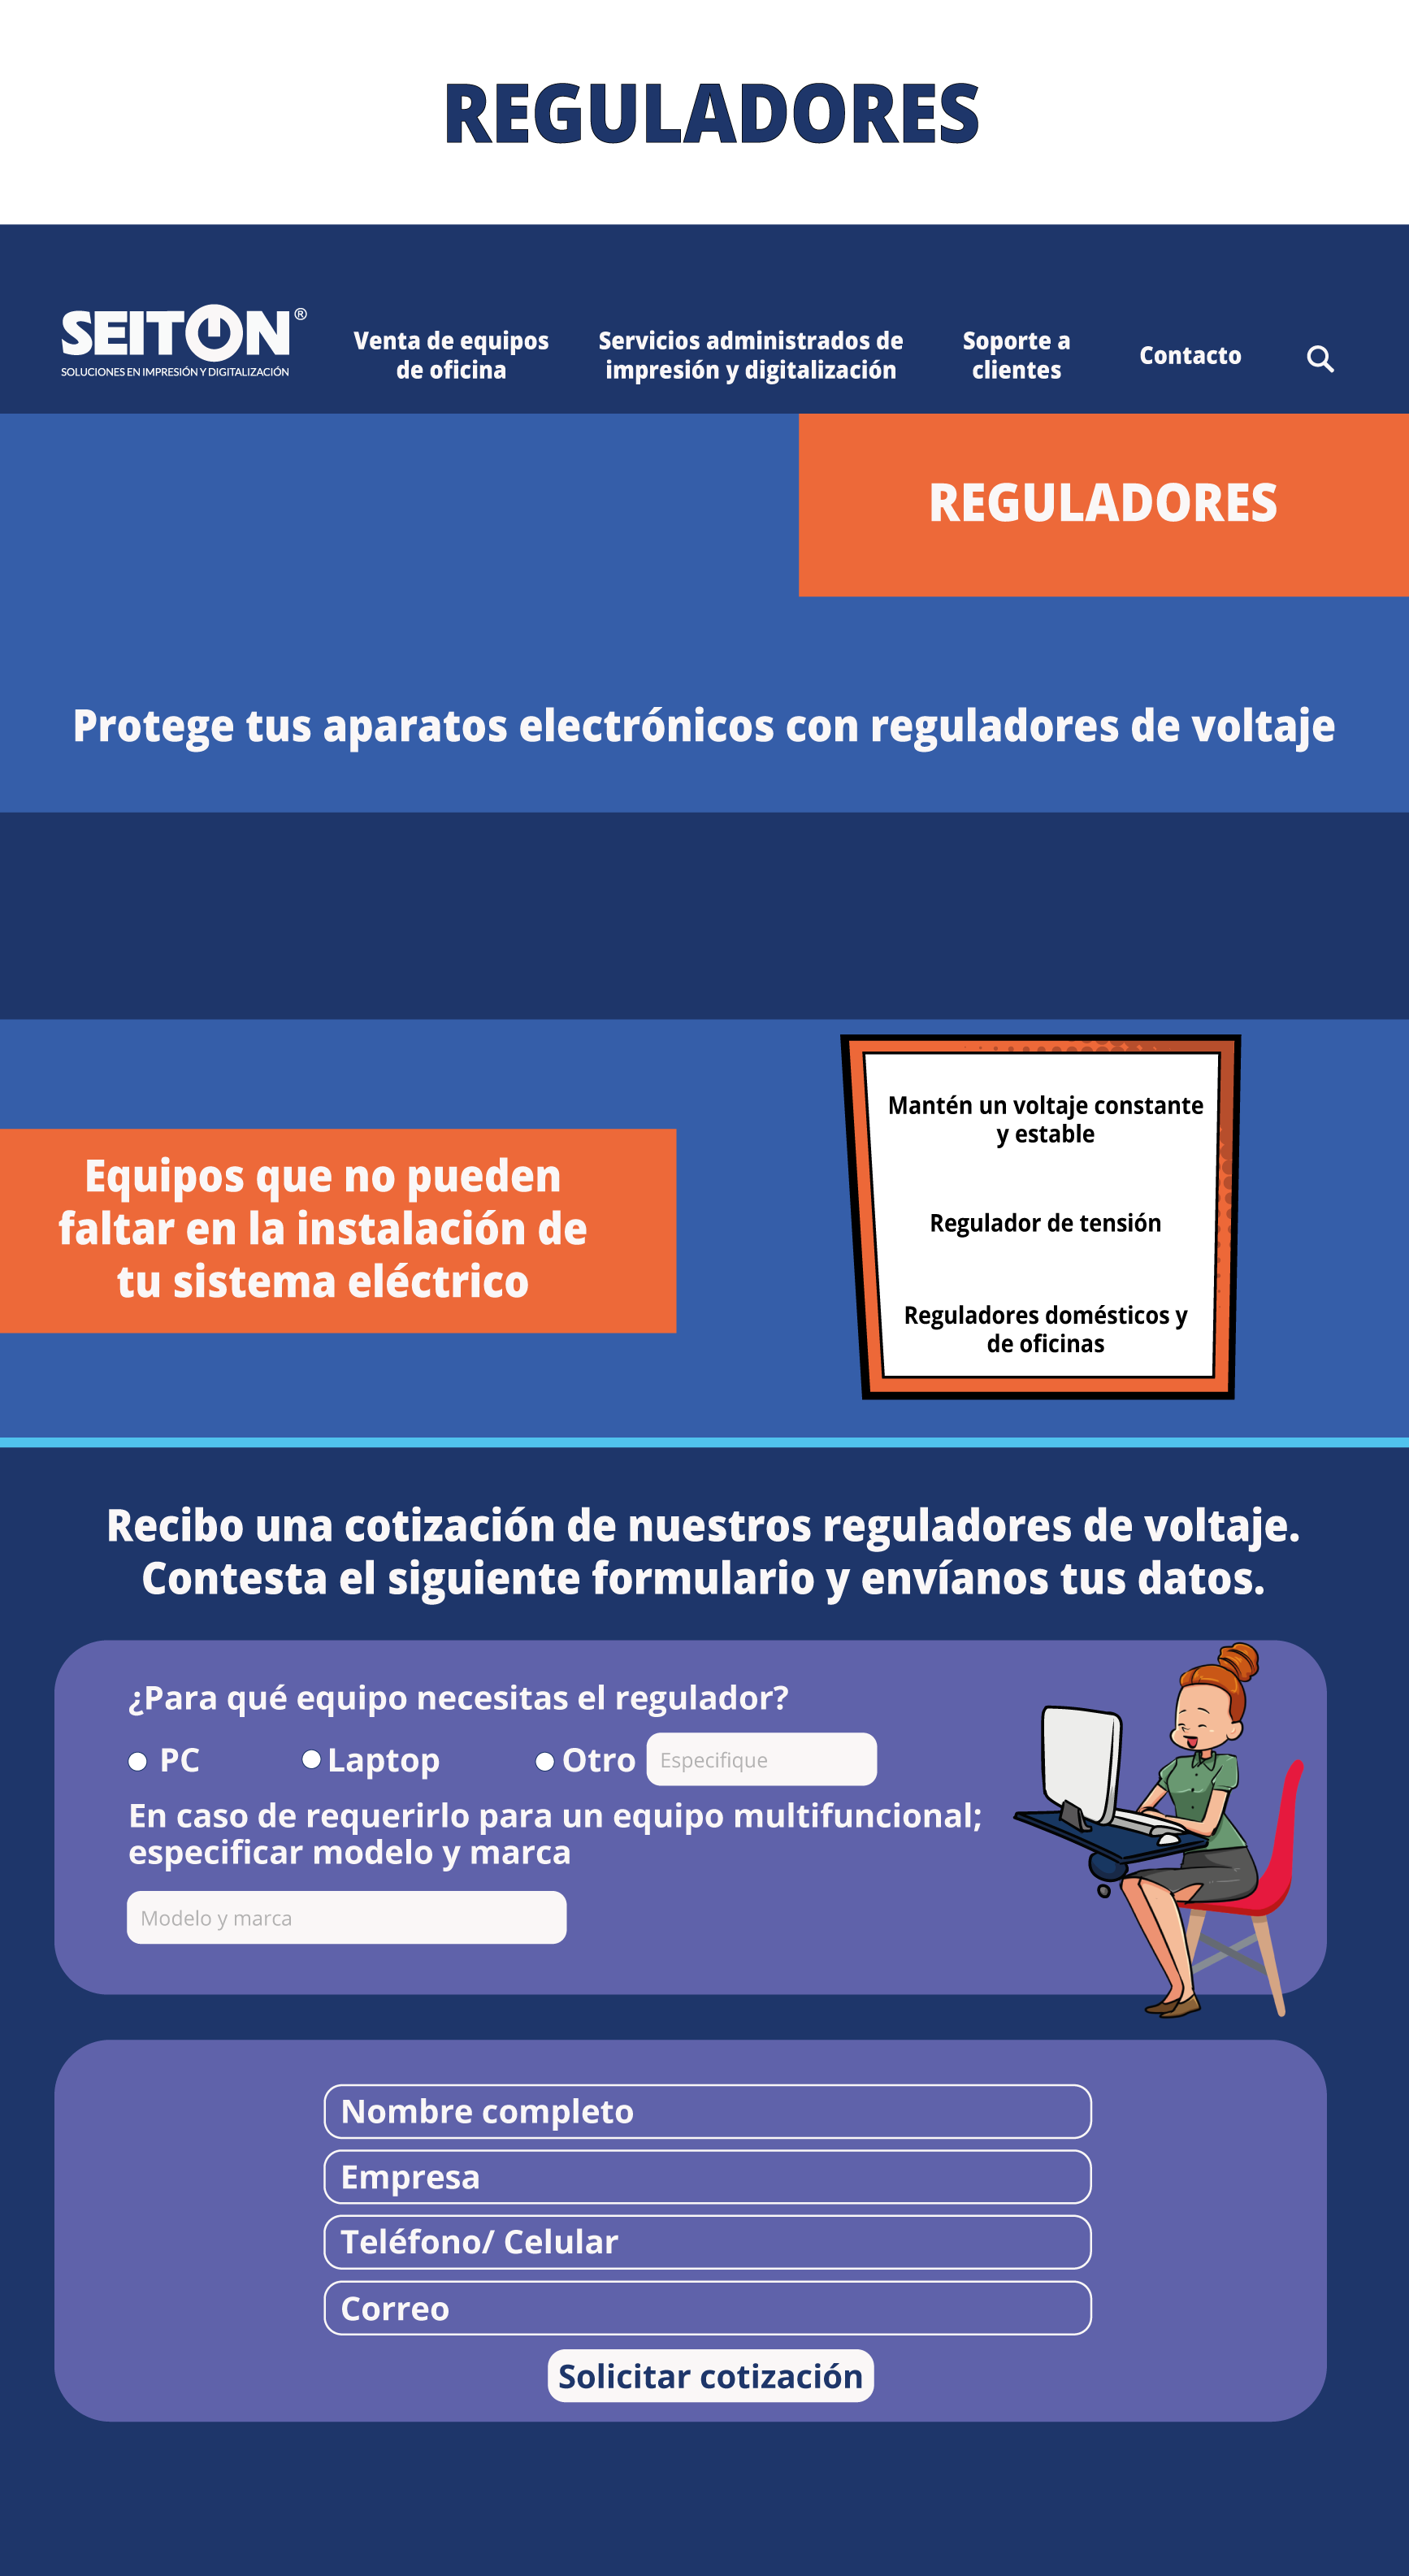 REGULADORES
SEITON®
SOLUCIONES EN IMPRESIÓN Y DIGITALIZACIÓN
Venta de equipos
de oficina
Servicios administrados de
impresión y digitalización
Soporte a
clientes
Contacto
REGULADORES
Protege tus aparatos electrónicos con reguladores de voltaje
Equipos que no pueden
faltar en la instalación de
tu sistema eléctrico
Mantén un voltaje constante
y estable
Regulador de tensión
Reguladores domésticos y
de oficinas
Recibo una cotización de nuestros reguladores de voltaje.
Contesta el siguiente formulario y envíanos tus datos.
¿Para qué equipo necesitas el regulador?
PC
Laptop
Otro
Especifique
En caso de requerirlo para un equipo multifuncional;
especificar modelo y marca
Modelo y marca
Nombre completo
Empresa
Teléfono/ Celular
Correo
Solicitar cotización